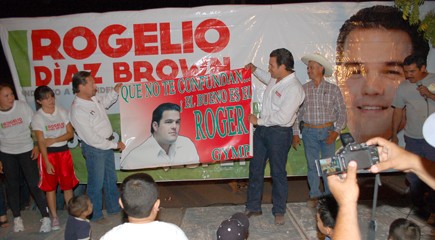 ROGELIO
DÍAZ BROWN
QUE NO TE CONFUNDAN
EL BUENO ES EL
ROGER